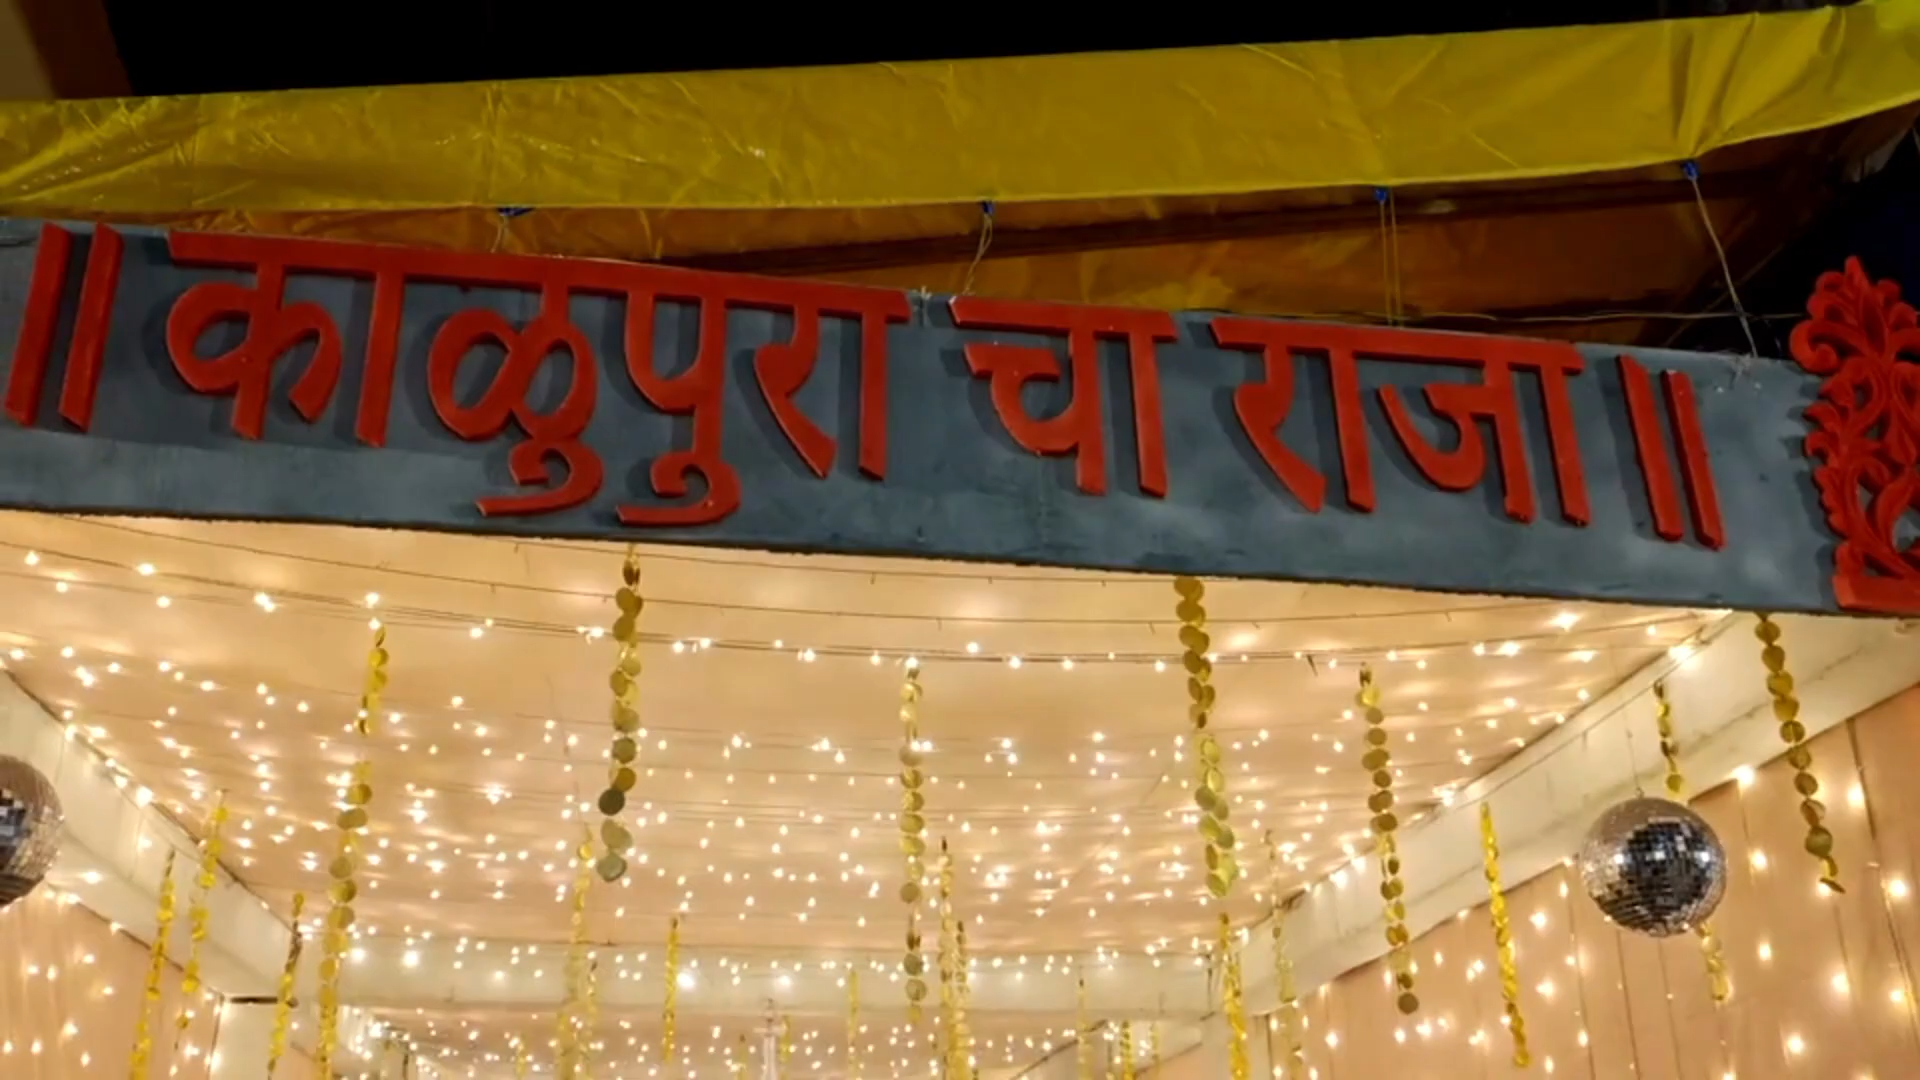 ॥ काळुपुरा चा राजा ॥